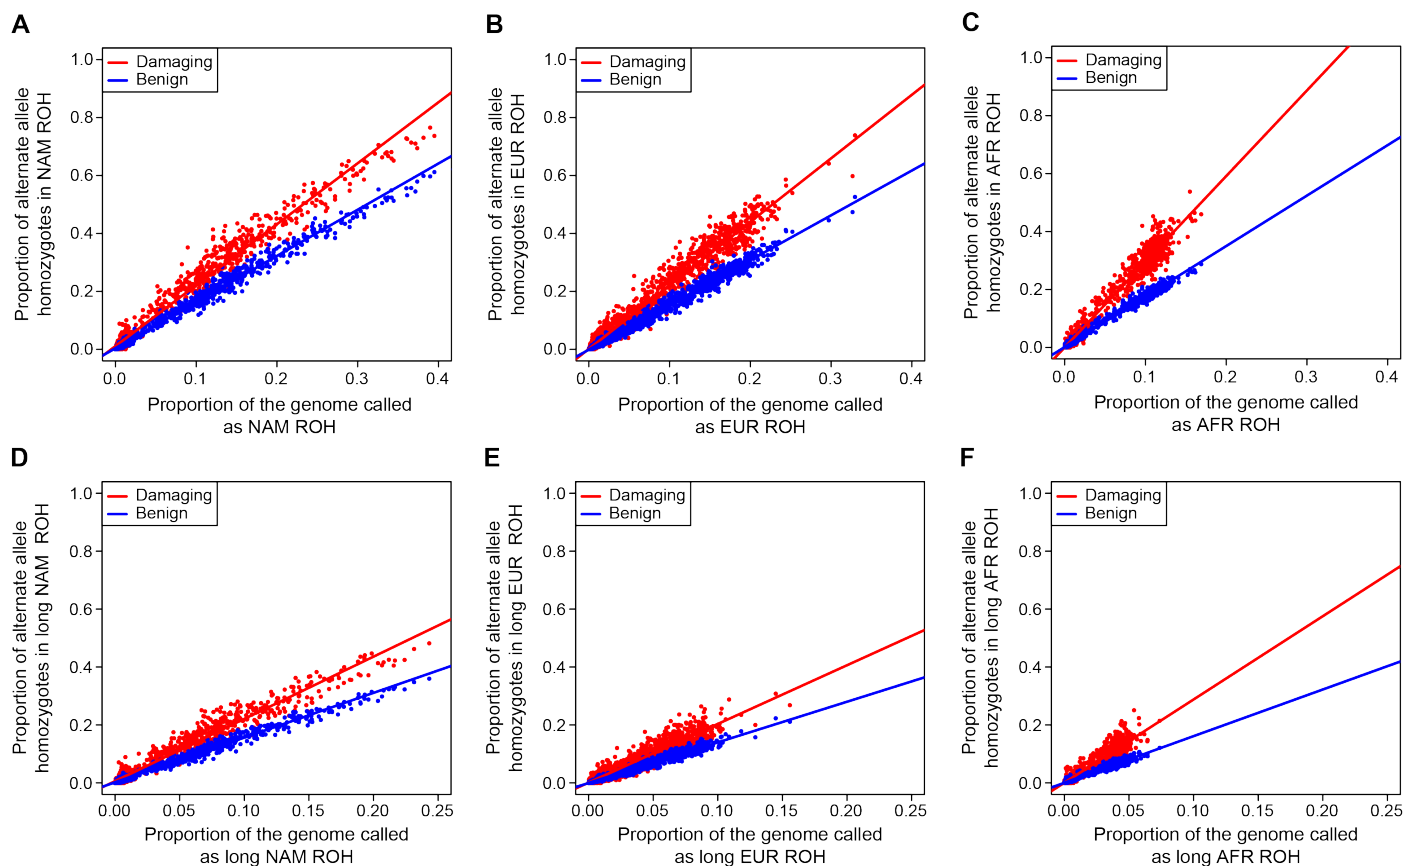 A
Proportion of alternate allele
homozygotes in NAM ROH
1.0
0.8
0.6
0.4
0.2
0.0
Damaging
Benign
0.0 0.1 0.2 0.3 0.4
Proportion of the genome called
as NAM ROH
B
Proportion of alternate allele
homozygotes in EUR ROH
1.0
0.8
0.6
0.4
0.2
0.0
Damaging
Benign
0.0 0.1 0.2 0.3 0.4
Proportion of the genome called
as EUR ROH
C
Proportion of alternate allele
homozygotes in AFR ROH
1.0
0.8
0.6
0.4
0.2
0.0
Damaging
Benign
0.0 0.1 0.2 0.3 0.4
Proportion of the genome called
as AFR ROH
D
Proportion of alternate allele
homozygotes in long NAM ROH
1.0
0.8
0.6
0.4
0.2
0.0
Damaging
Benign
0.00 0.05 0.10 0.15 0.20 0.25
Proportion of the genome called
as long NAM ROH
E
Proportion of alternate allele
homozygotes in long EUR ROH
1.0
0.8
0.6
0.4
0.2
0.0
Damaging
Benign
0.00 0.05 0.10 0.15 0.20 0.25
Proportion of the genome called
as long EUR ROH
F
Proportion of alternate allele
homozygotes in long AFR ROH
1.0
0.8
0.6
0.4
0.2
0.0
Damaging
Benign
0.00 0.05 0.10 0.15 0.20 0.25
Proportion of the genome called
as long AFR ROH